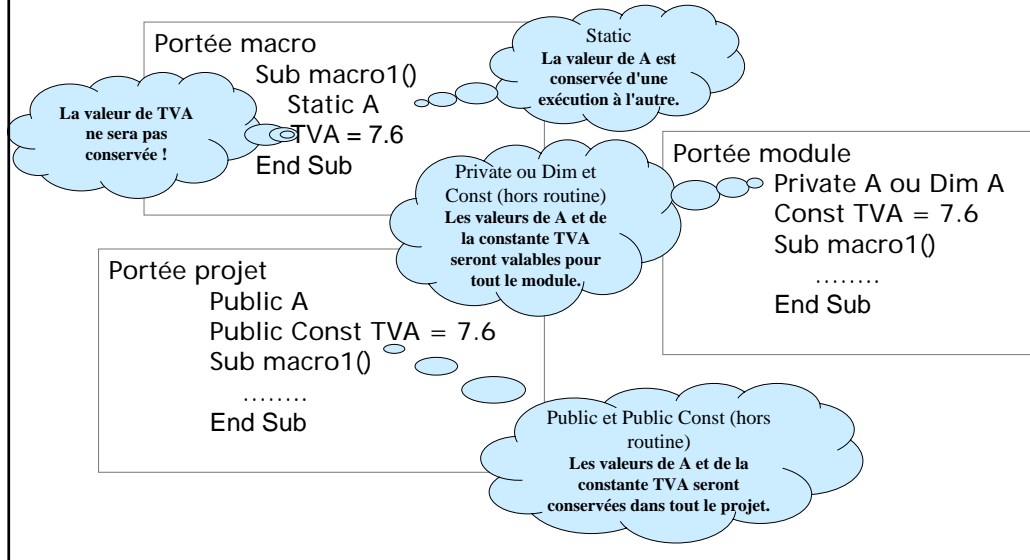 Portée macro
Sub macro1()
Static A
TVA = 7.6
End Sub
La valeur de TVA
ne sera pas
conservée !
Static
La valeur de A est
conservée d'une
exécution à l'autre.
Private ou Dim et
Const (hors routine)
Les valeurs de A et de
la constante TVA
seront valables pour
tout le module.
Portée module
Private A ou Dim A
Const TVA = 7.6
Sub macro1()
........
End Sub
Portée projet
Public A
Public Const TVA = 7.6
Sub macro1()
........
End Sub
Public et Public Const (hors
routine)
Les valeurs de A et de la
constante TVA seront
conservées dans tout le projet.